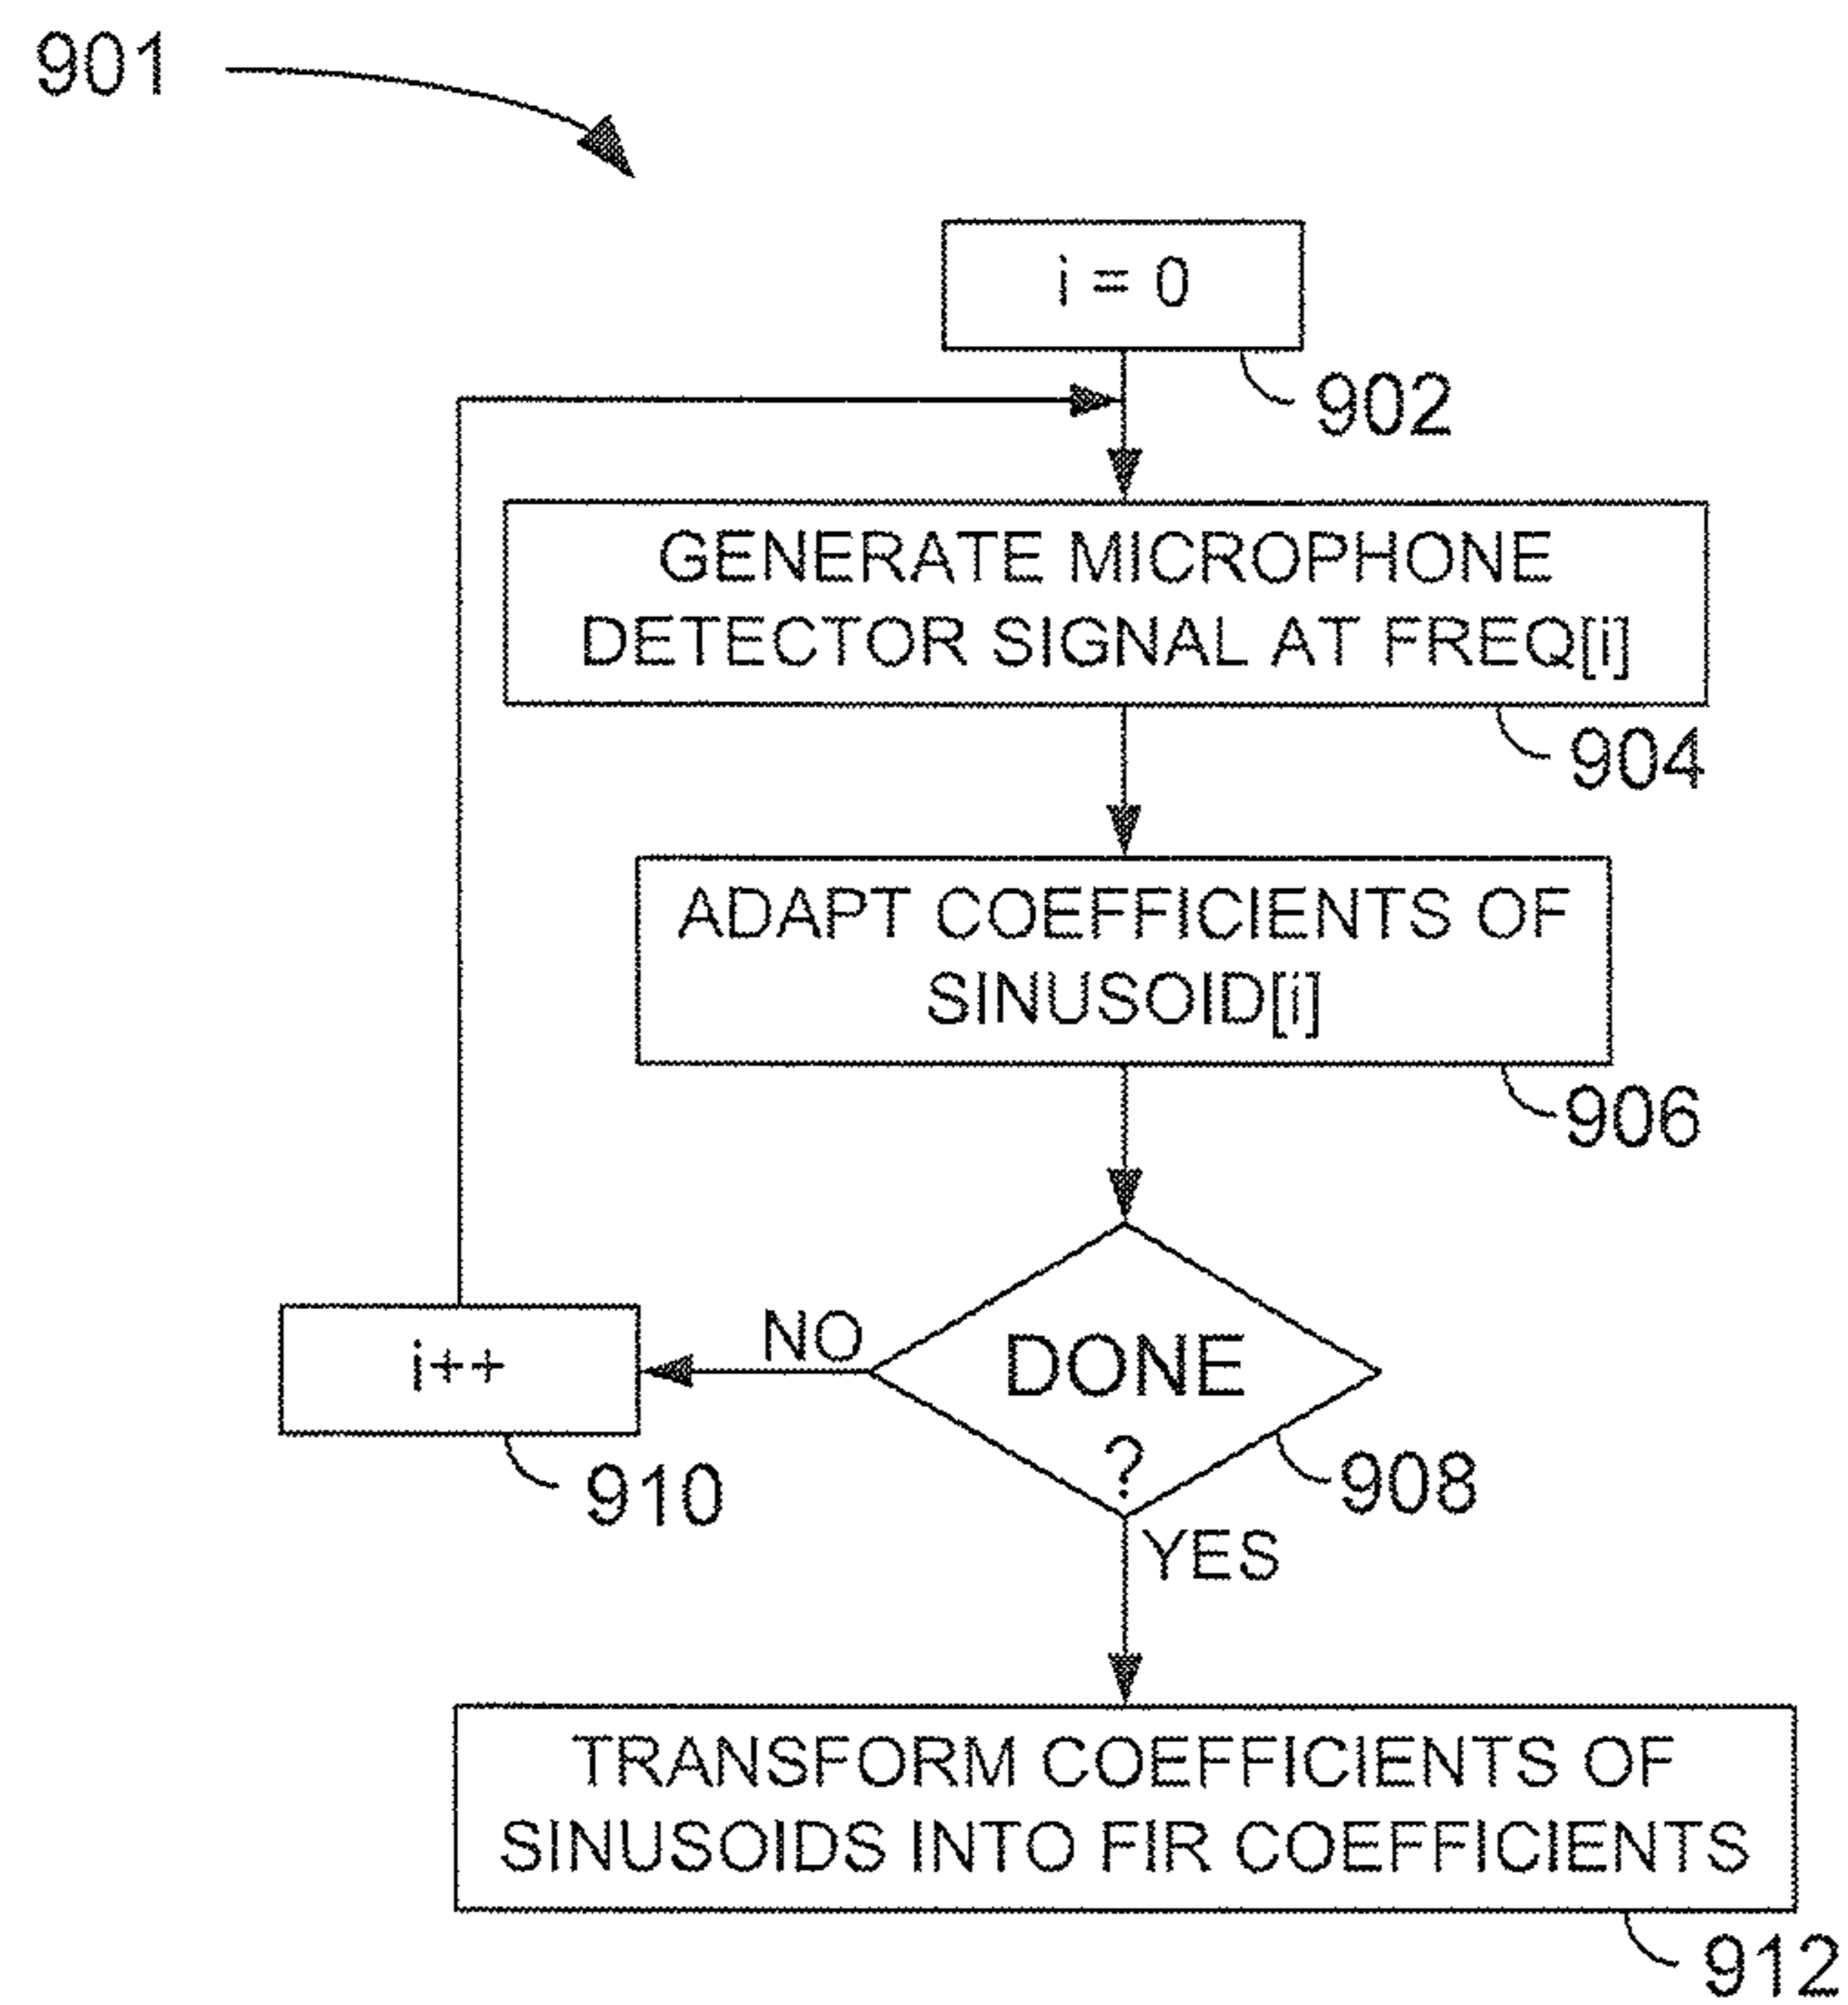 901
i = 0
902
GENERATE MICROPHONE
DETECTOR SIGNAL AT FREQ[i]
904
ADAPT COEFFICIENTS OF
SINUSOID[i]
906
DONE
?
908
NO
i++
910
YES
TRANSFORM COEFFICIENTS OF
SINUSOIDS INTO FIR COEFFICIENTS
912